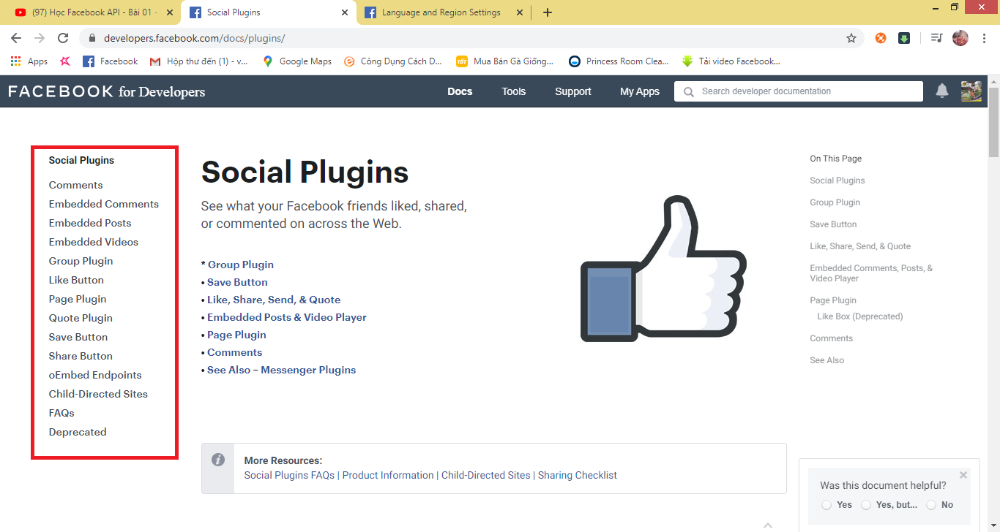 (97) Học Facebook API - Bài 01 -
Social Plugins
Language and Region Settings
developers.facebook.com/docs/plugins/
Apps
Facebook
Hộp thư đến (1) - v...
Google Maps
Công Dụng Cách D...
TỐT
Mua Bán Gà Giống...
Princess Room Clea...
Tải video Facebook...
FACEBOOK for Developers
Docs
Tools
Support
My Apps
Search developer documentation
Social Plugins
Comments
Embedded Comments
Embedded Posts
Embedded Videos
Group Plugin
Like Button
Page Plugin
Quote Plugin
Save Button
Share Button
oEmbed Endpoints
Child-Directed Sites
FAQs
Deprecated
Social Plugins
See what your Facebook friends liked, shared,
or commented on across the Web.
* Group Plugin
• Save Button
• Like, Share, Send, & Quote
• Embedded Posts & Video Player
• Page Plugin
• Comments
• See Also – Messenger Plugins
More Resources:
Social Plugins FAQs | Product Information | Child-Directed Sites | Sharing Checklist
On This Page
Social Plugins
Group Plugin
Save Button
Like, Share, Send, & Quote
Embedded Comments, Posts, &
Video Player
Page Plugin
Like Box (Deprecated)
Comments
See Also
Was this document helpful?
Yes
Yes, but...
No